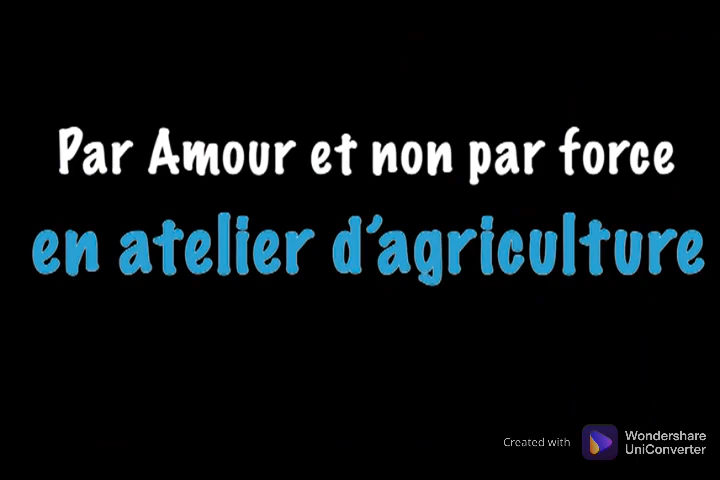 Par Amour et non par force
en atelier d'agriculture
Created with
Wondershare
UniConverter